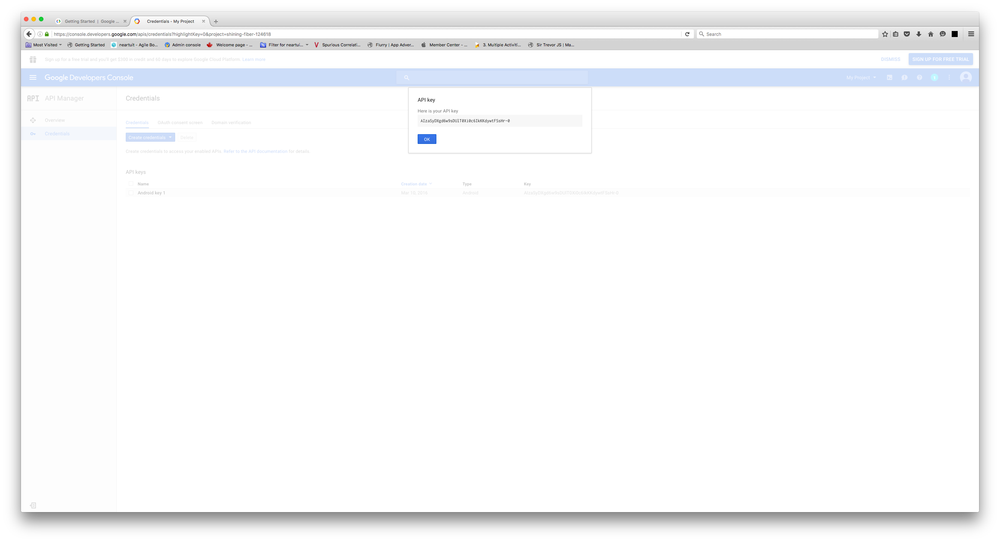 Getting Started | Google ...
Credentials - My Project
https://console.developers.google.com/apis/credentials?highlightKey=0&project=shining-fiber-124618
Search
Most Visited
Getting Started
neartuit - Agile Bo...
Admin console
Welcome page - ...
Filter for neartui...
Spurious Correlati...
Flurry | App Adver...
Member Center - ...
3. Multiple Activiti...
Sir Trevor JS | Ma...
Sign up for a free trial and you'll get $300 in credit and 60 days to explore Google Cloud Platform. Learn more
DISMISS
SIGN UP FOR FREE TRIAL
Google Developers Console
My Project
1
API API Manager
Overview
Credentials
Credentials
Credentials
OAuth consent screen
Domain verification
Create credentials
Delete
Create credentials to access your enabled APIs. Refer to the API documentation for details.
API key
Here is your API key
AIzaSyDXgd6w9sDUlT0Xi0c6IkKKdywtFSsHr-0
OK
API keys
Name Creation date Type Key
Android key 1 Mar 10, 2016 Android AIzaSyDXgd6w9sDUlT0Xi0c6IkKKdywtFSsHr-0